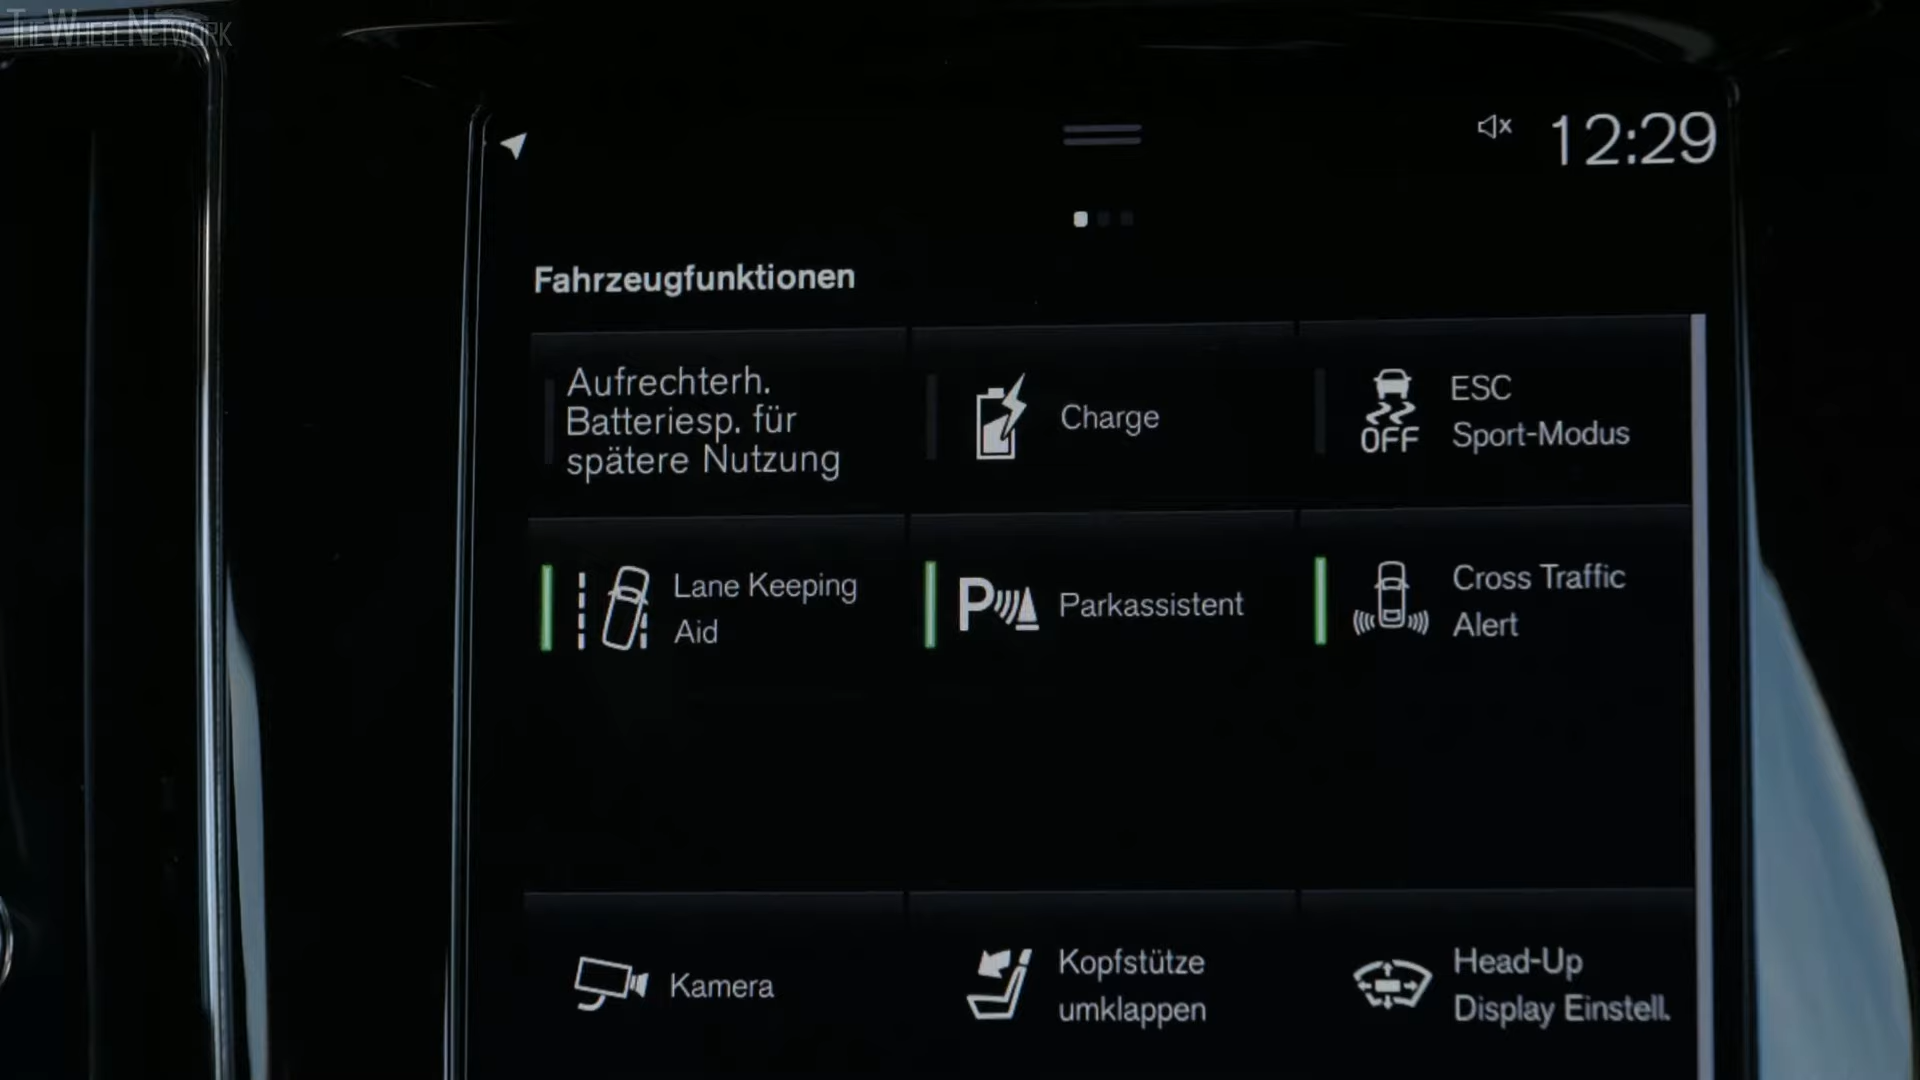 THEWHEELNETWORK
12:29
Fahrzeugfunktionen
Aufrechterh.
Batteriesp. für
spätere Nutzung
Charge
OFF
ESC
Sport-Modus
Lane Keeping
Aid
P
Parkassistent
Cross Traffic
Alert
Kamera
Kopfstütze
umklappen
Head-Up
Display Einstell.